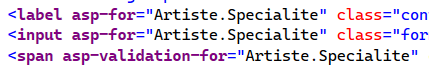 <label asp-for="Artiste.Specialite" class="con
<input asp-for="Artiste.Specialite" class="for
<span asp-validation-for="Artiste.Specialite"